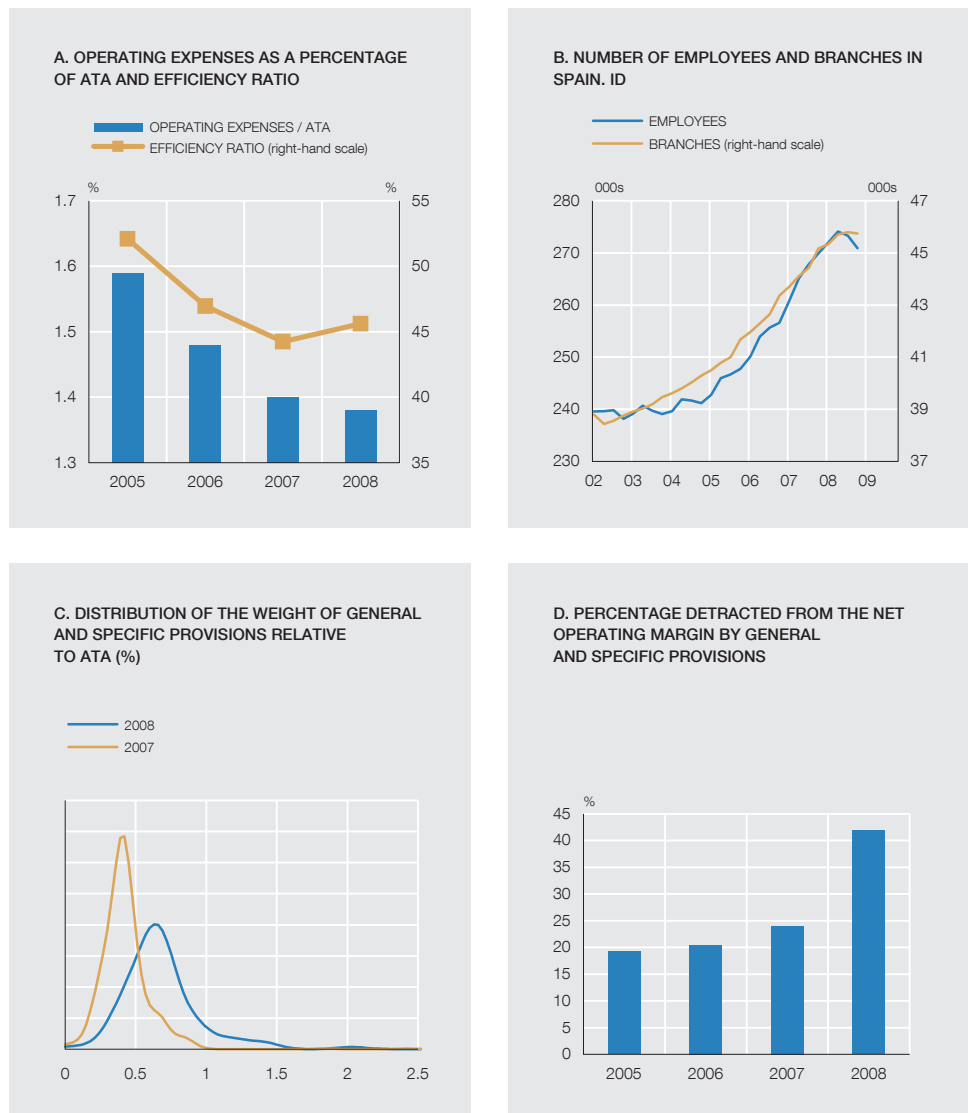 A. OPERATING EXPENSES AS A PERCENTAGE
OF ATA AND EFFICIENCY RATIO
OPERATING EXPENSES / ATA
EFFICIENCY RATIO (right-hand scale)
% %
1.7 55
1.6 50
1.5 45
1.4 40
1.3 35
2005 2006 2007 2008
B. NUMBER OF EMPLOYEES AND BRANCHES IN
SPAIN. ID
EMPLOYEES
BRANCHES (right-hand scale)
000s 000s
280 47
270 45
260 43
250 41
240 39
230 37
02 03 04 05 06 07 08 09
C. DISTRIBUTION OF THE WEIGHT OF GENERAL
AND SPECIFIC PROVISIONS RELATIVE
TO ATA (%)
2008
2007
0 0.5 1 1.5 2 2.5
D. PERCENTAGE DETRACTED FROM THE NET
OPERATING MARGIN BY GENERAL
AND SPECIFIC PROVISIONS
%
45
40
35
30
25
20
15
10
5
0
2005 2006 2007 2008